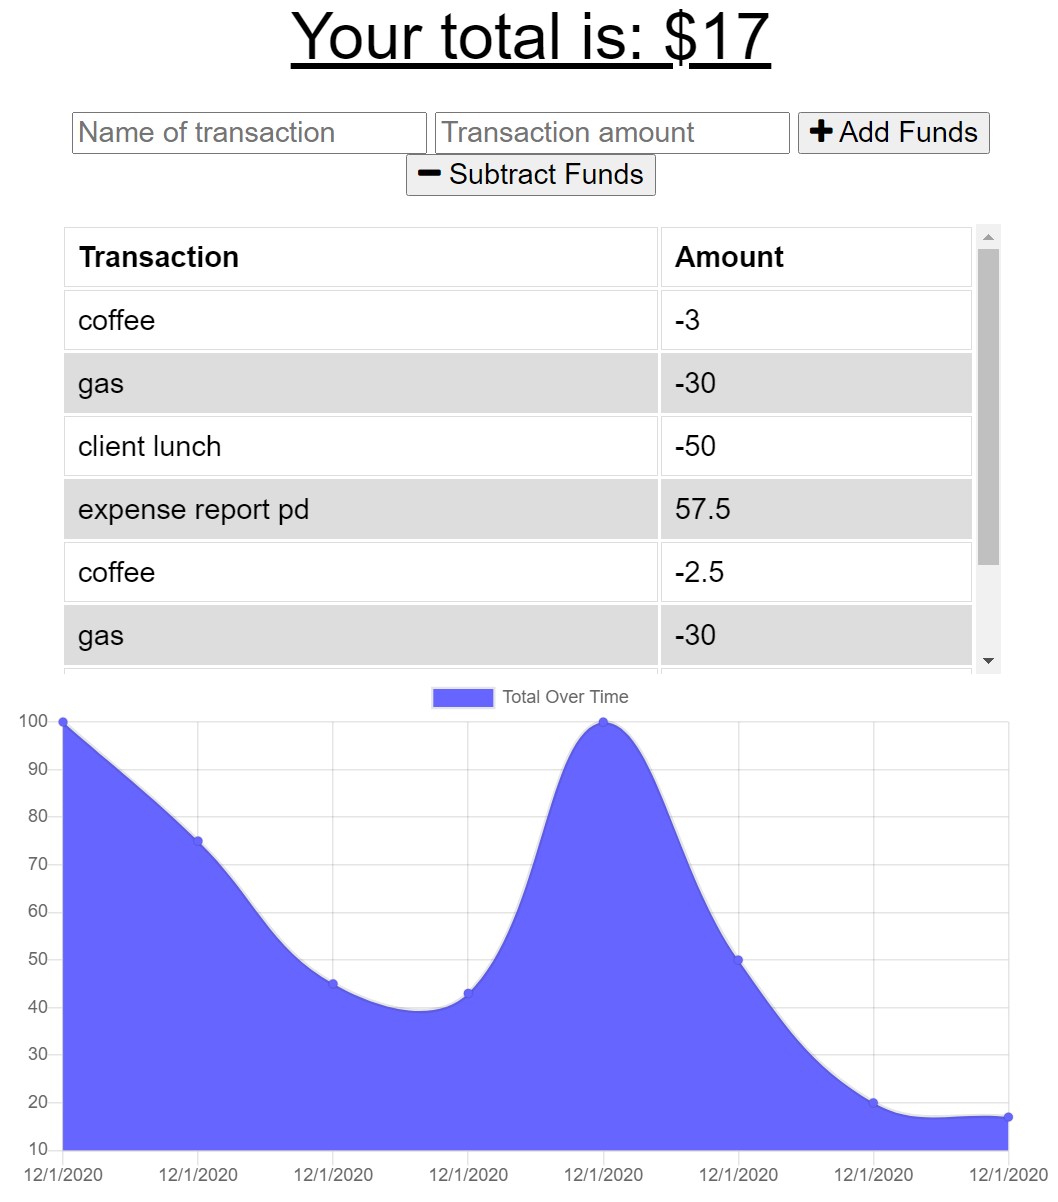 Your total is: $17
Name of transaction Transaction amount + Add Funds
− Subtract Funds
Transaction Amount
coffee -3
gas -30
client lunch -50
expense report pd 57.5
coffee -2.5
gas -30
Total Over Time
100
90
80
70
60
50
40
30
20
10
12/1/2020 12/1/2020 12/1/2020 12/1/2020 12/1/2020 12/1/2020 12/1/2020 12/1/2020